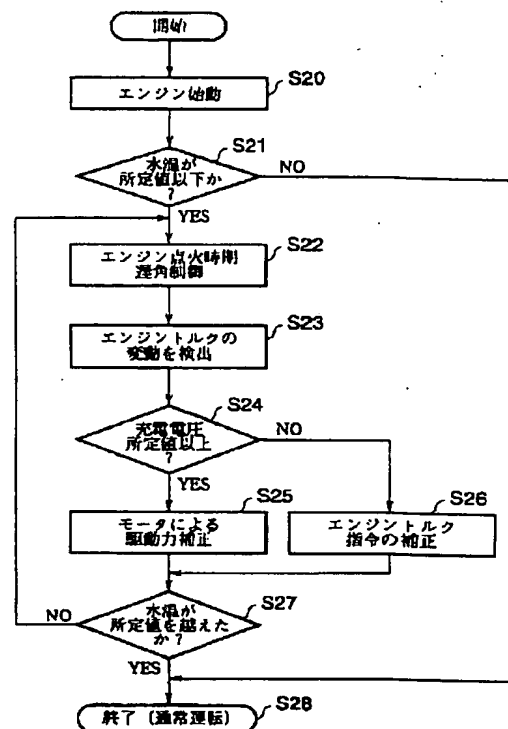 開始
エンジン始動
S20
水温が
所定値以下か
?
S21
NO
YES
エンジン点火時期
遅角制御
S22
エンジントルクの
変動を検出
S23
充電電圧
所定値以上
?
S24
NO
YES
モータによる
駆動力補正
S25
エンジントルク
指令の補正
S26
水温が
所定値を越えた
か?
S27
NO
YES
終了(通常運転)
S28